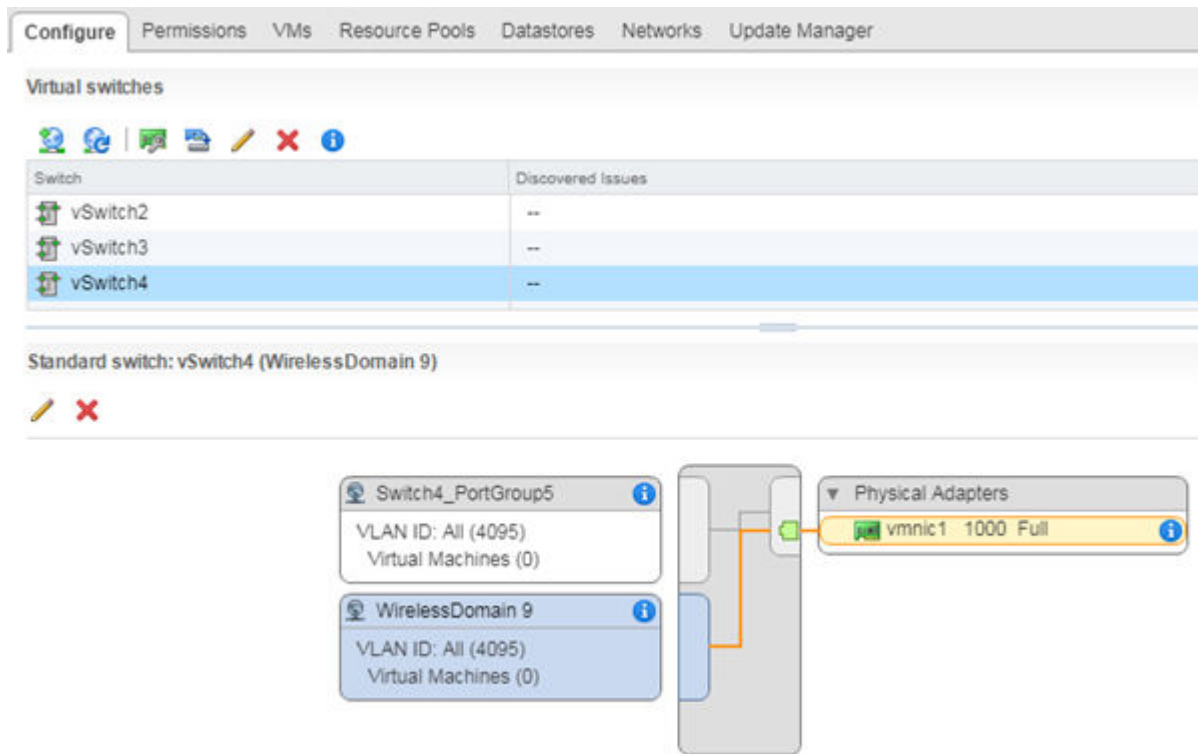 Configure Permissions VMs Resource Pools Datastores Networks Update Manager
Virtual switches
Switch Discovered Issues
vSwitch2 --
vSwitch3 --
vSwitch4 --
Standard switch: vSwitch4 (WirelessDomain 9)
Switch4_PortGroup5
VLAN ID: All (4095)
Virtual Machines (0)
Physical Adapters
vmnic1 1000 Full
WirelessDomain 9
VLAN ID: All (4095)
Virtual Machines (0)